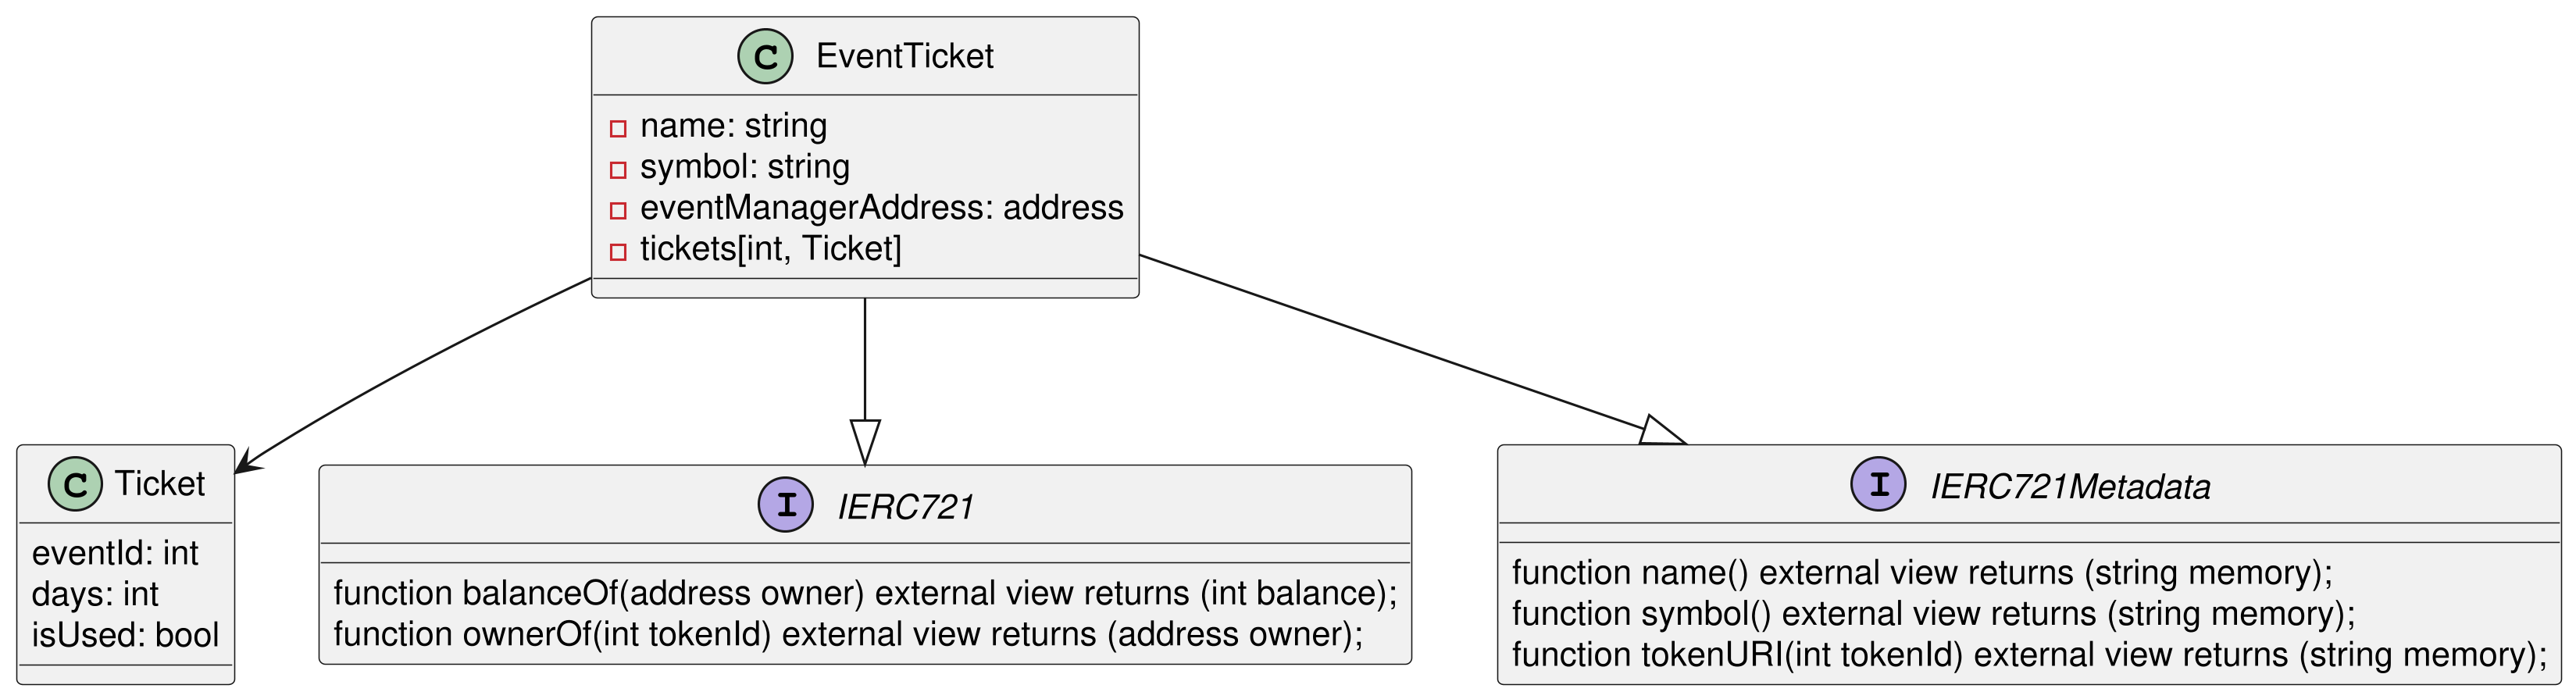 C EventTicket
name: string
symbol: string
eventManagerAddress: address
tickets[int, Ticket]
C Ticket
eventId: int
days: int
isUsed: bool
I IERC721
function balanceOf(address owner) external view returns (int balance);
function ownerOf(int tokenId) external view returns (address owner);
I IERC721Metadata
function name() external view returns (string memory);
function symbol() external view returns (string memory);
function tokenURI(int tokenId) external view returns (string memory);